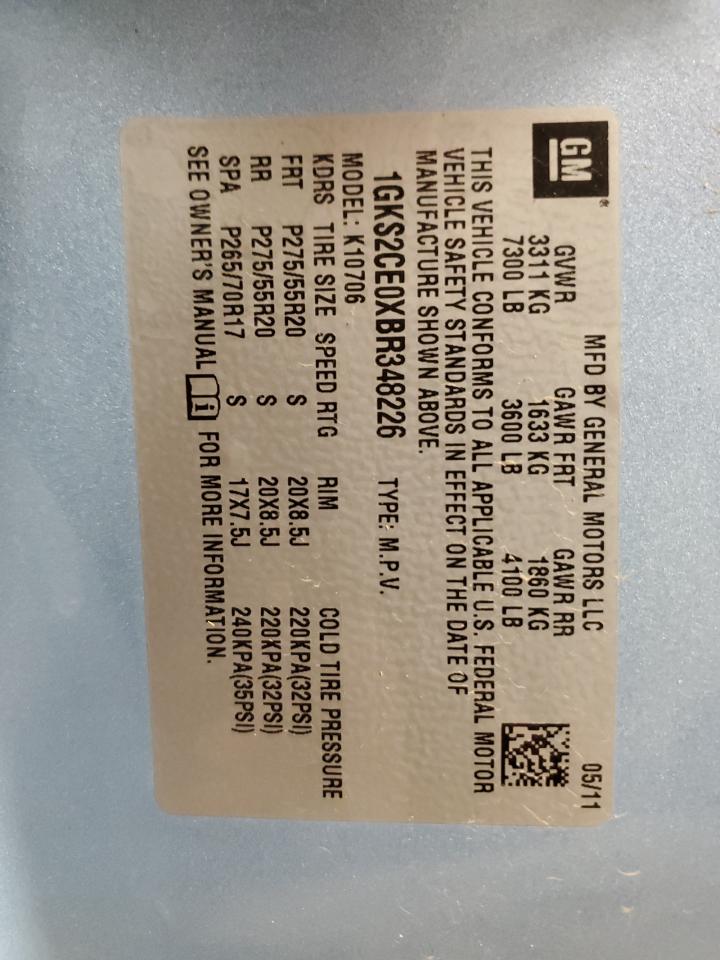 GM®
MFD BY GENERAL MOTORS LLC 05/11
GVWR GAWR FRT GAWR RR
3311 KG 1633 KG 1860 KG
7300 LB 3600 LB 4100 LB
THIS VEHICLE CONFORMS TO ALL APPLICABLE U.S. FEDERAL MOTOR
VEHICLE SAFETY STANDARDS IN EFFECT ON THE DATE OF
MANUFACTURE SHOWN ABOVE.
1GKS2CE0XBR348226 TYPE: M.P.V.
MODEL: K10706
KDRS TIRE SIZE SPEED RTG RIM COLD TIRE PRESSURE
FRT P275/55R20 S 20X8.5J 220KPA(32PSI)
RR P275/55R20 S 20X8.5J 220KPA(32PSI)
SPA P265/70R17 S 17X7.5J 240KPA(35PSI)
SEE OWNER'S MANUAL i FOR MORE INFORMATION.